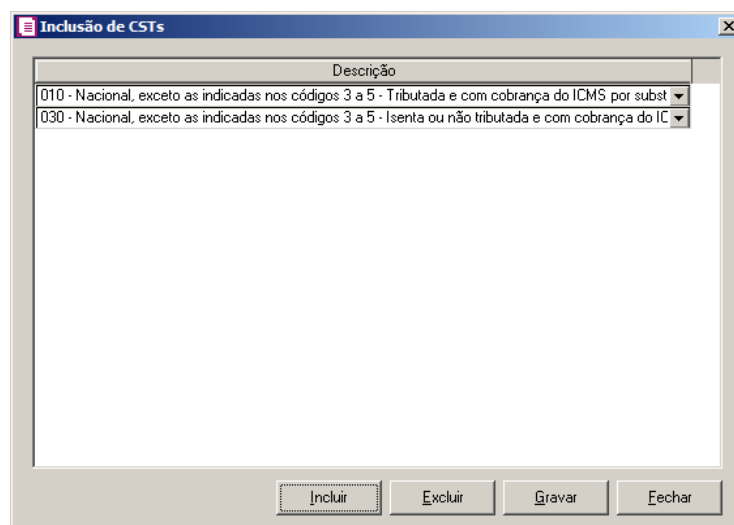 Inclusão de CSTs
Descrição
010 - Nacional, exceto as indicadas nos códigos 3 a 5 - Tributada e com cobrança do ICMS por subst
030 - Nacional, exceto as indicadas nos códigos 3 a 5 - Isenta ou não tributada e com cobrança do IC
Incluir Excluir Gravar Fechar